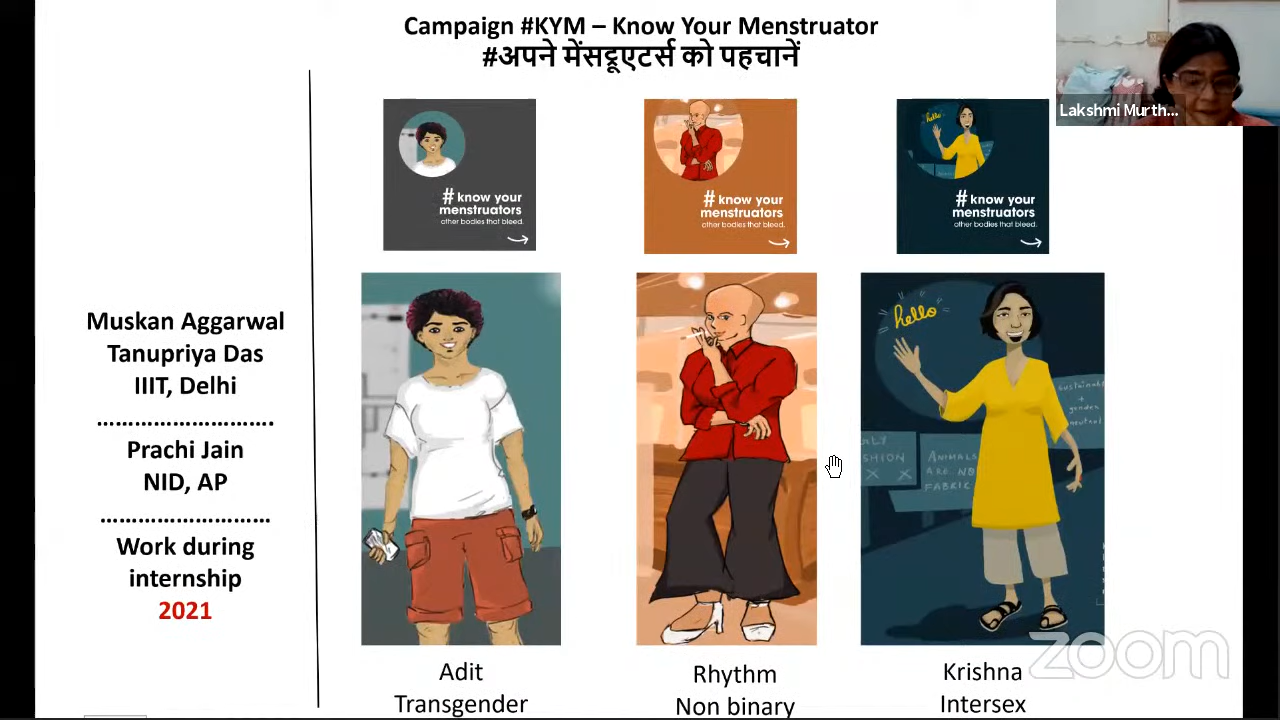 Campaign #KYM – Know Your Menstruator
#अपने मेंसट्रूएटर्स को पहचानें
Lakshmi Murth...
# know your
menstruators
other bodies that bleed.
# know your
menstruators
other bodies that bleed.
hello
# know your
menstruators
other bodies that bleed.
Muskan Aggarwal
Tanupriya Das
IIIT, Delhi
...............................
Prachi Jain
NID, AP
..............................
Work during
internship
2021
hello
+
gender
neutral
X X
ANIMALS
FABRIC
Adit
Transgender
Rhythm
Non binary
Krishna
Intersex
zoom